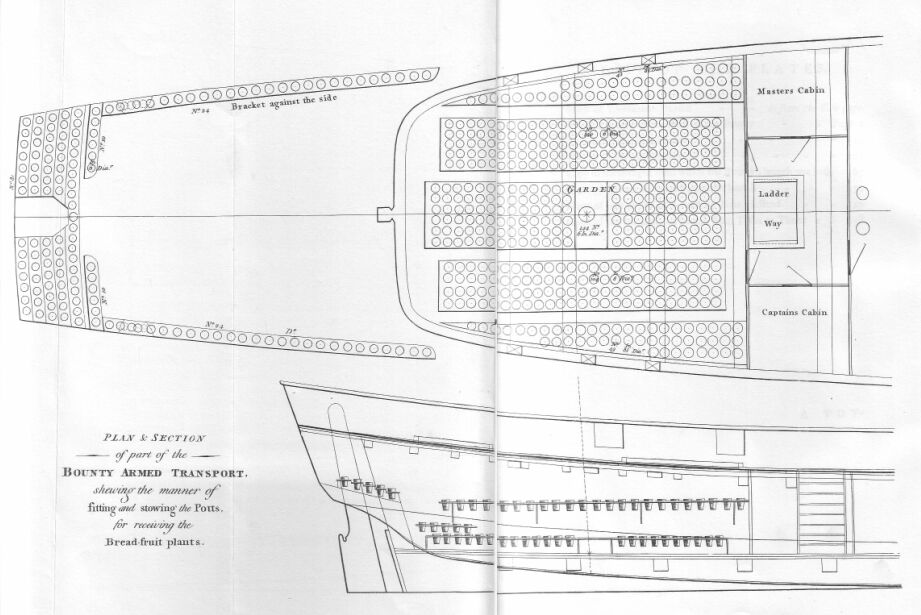 Bracket against the side
Nº 24
Masters Cabin
GARDEN
Ladder
Way
Captains Cabin
Nº 24
Dº
PLAN & SECTION
of part of the
BOUNTY ARMED TRANSPORT.
shewing the manner of
fitting and stowing the Potts,
for receiving the
Bread-fruit plants.